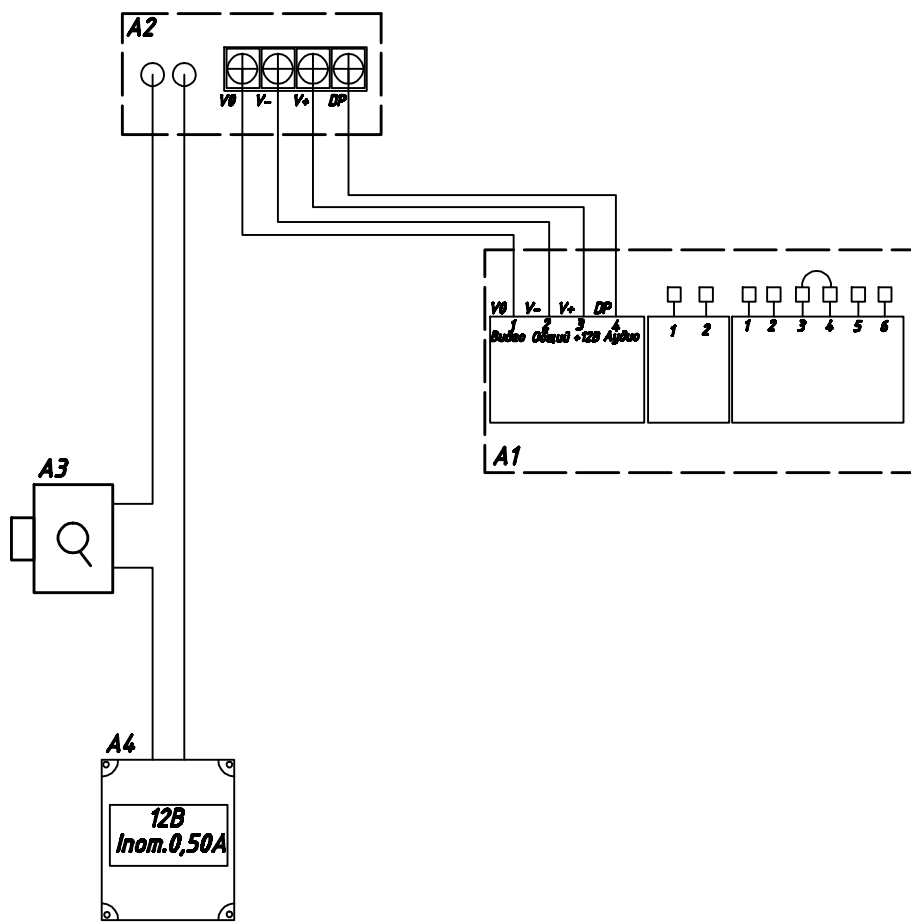 A2
V0 V- V+ DP
V0 V- V+ DP
1 2 3 4
Видео Общий +12В Аудио
1 2
1 2 3 4 5 6
A1
A3
A4
12В
Inom.0,50А